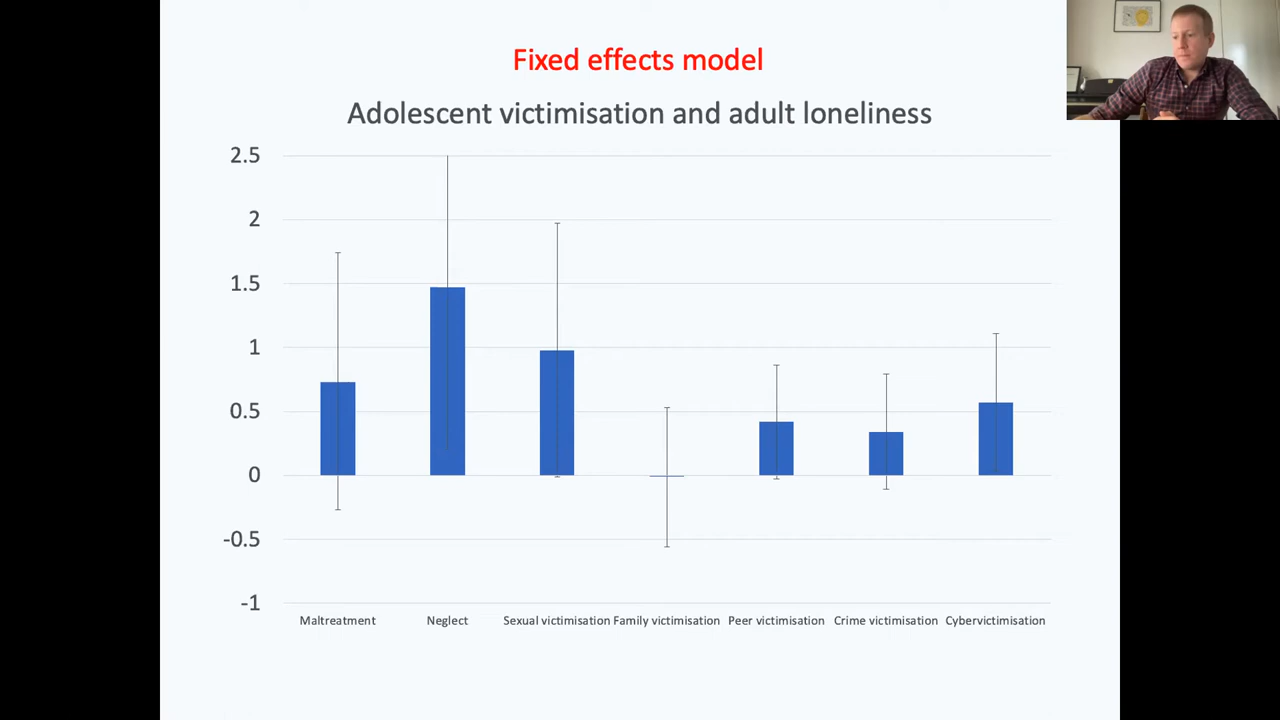 Fixed effects model
Adolescent victimisation and adult loneliness
2.5
2
1.5
1
0.5
0
-0.5
-1
Maltreatment Neglect Sexual victimisation Family victimisation Peer victimisation Crime victimisation Cybervictimisation